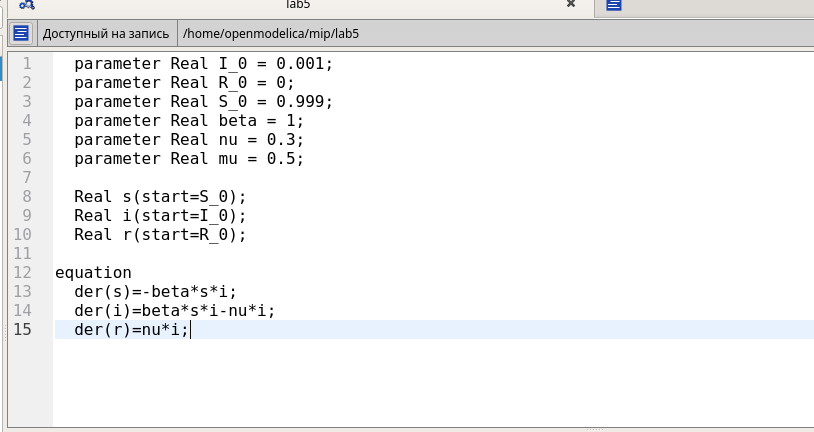 lab5
Доступный на запись /home/openmodelica/mip/lab5
1 parameter Real I_0 = 0.001;
2 parameter Real R_0 = 0;
3 parameter Real S_0 = 0.999;
4 parameter Real beta = 1;
5 parameter Real nu = 0.3;
6 parameter Real mu = 0.5;
7
8 Real s(start=S_0);
9 Real i(start=I_0);
10 Real r(start=R_0);
11
12 equation
13 der(s)=-beta*s*i;
14 der(i)=beta*s*i-nu*i;
15 der(r)=nu*i;